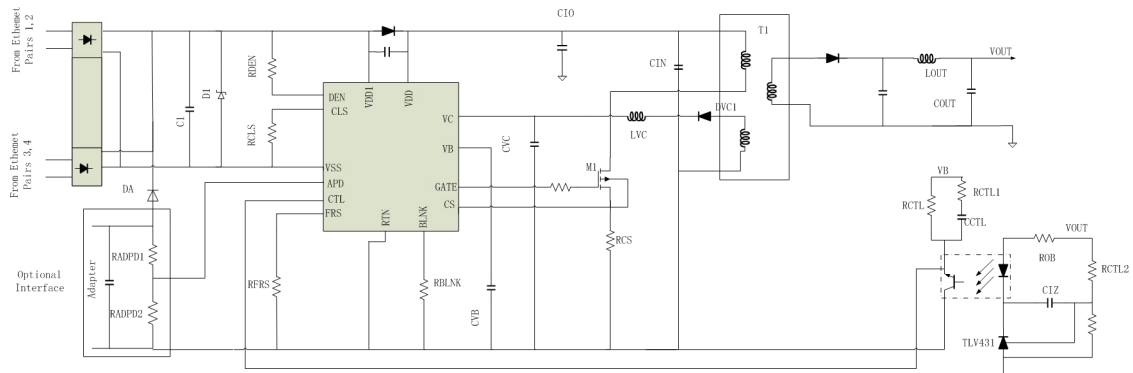 From Ethemet
Pairs 1,2
From Ethemet
Pairs 3,4
C1
D1
RDEN
RCLS
DEN
CLS
VDD1
VDD
VSS
APD
CTL
FRS
RTN
BLNK
VC
VB
GATE
CS
CIO
CIN
T1
CVC
LVC
DVC1
M1
RCS
VOUT
LOUT
COUT
DA
Optional
Interface
Adapter
RADPD1
RADPD2
RFRS
RBLNK
CVB
VB
RCTL
RCTL1
CCTL
VOUT
ROB
RCTL2
CIZ
TLV431